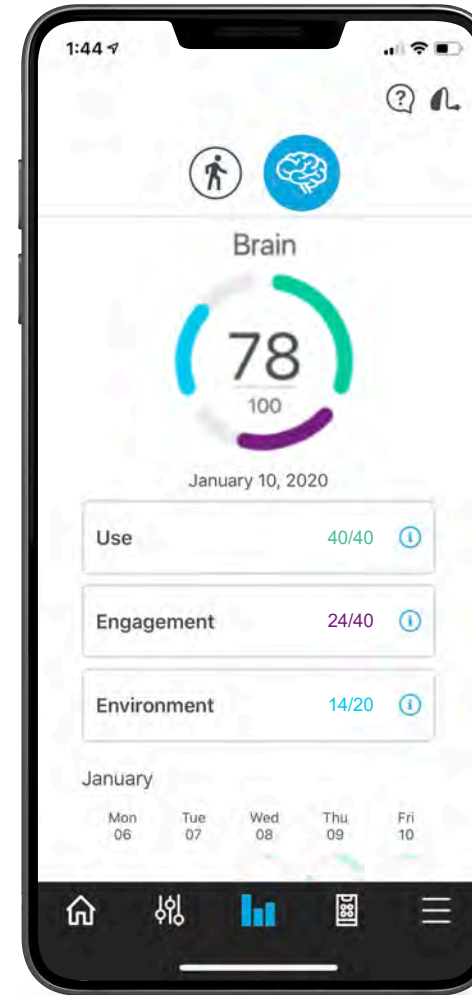 1:44
?
Brain
78
100
January 10, 2020
Use 40/40 i
Engagement 24/40 i
Environment 14/20 i
January
Mon Tue Wed Thu Fri
06 07 08 09 10